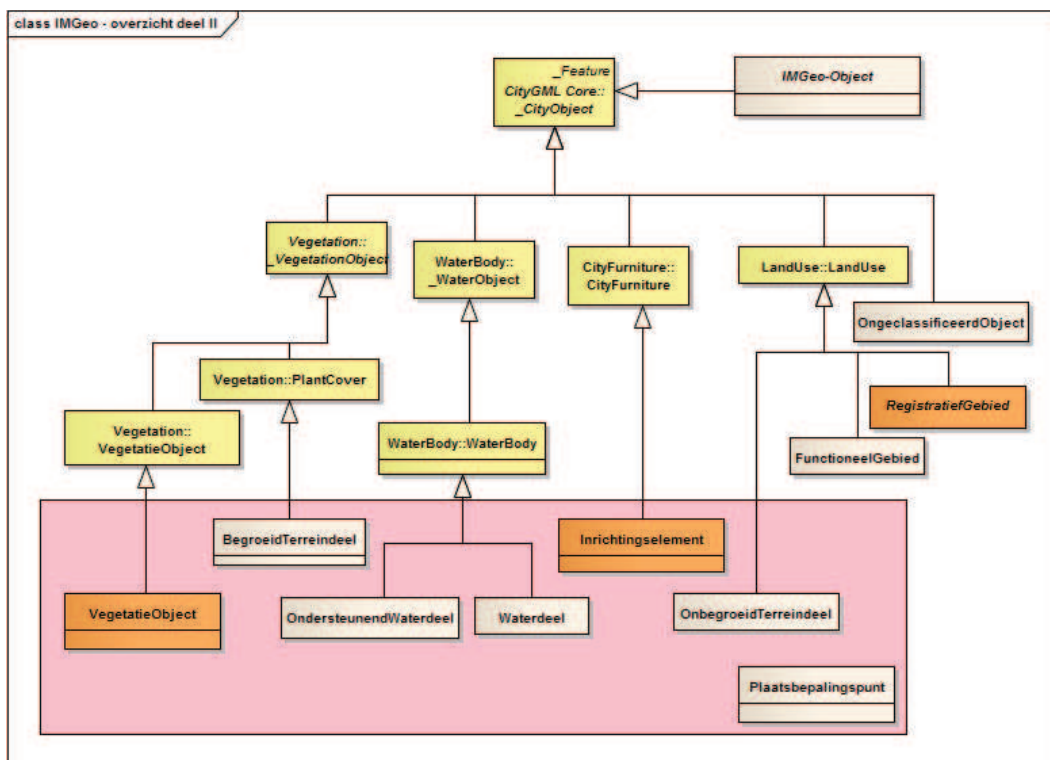 class IMGeo - overzicht deel II
_Feature
CityGML Core::
_CityObject
IMGeo-Object
Vegetation::
_VegetationObject
WaterBody::
_WaterObject
CityFurniture::
CityFurniture
LandUse::LandUse
OngeclassificeerdObject
Vegetation::PlantCover
RegistratiefGebied
Vegetation::
VegetatieObject
WaterBody::WaterBody
FunctioneelGebied
BegroeidTerreindeel
Inrichtingselement
VegetatieObject
OndersteunendWaterdeel
Waterdeel
OnbegroeidTerreindeel
Plaatsbepalingspunt